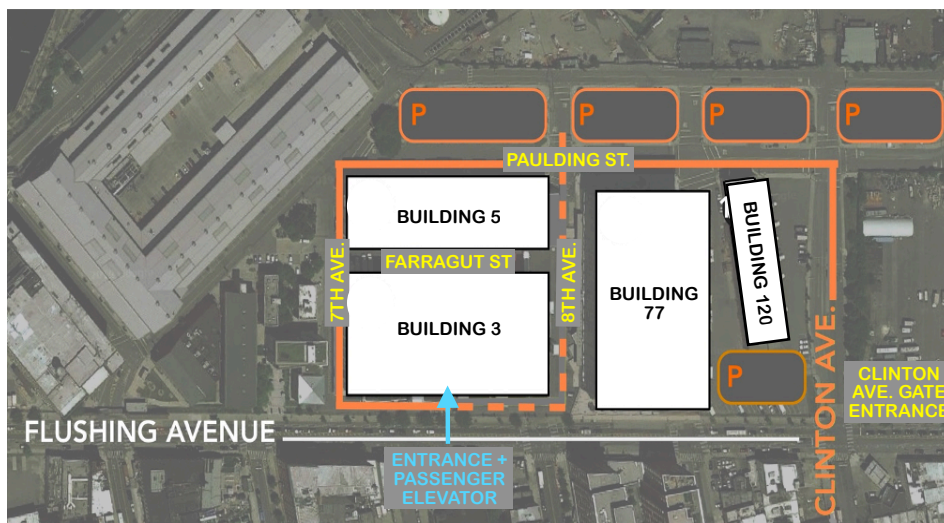 P
P
P
P
PAULDING ST.
BUILDING 5
7TH AVE.
FARRAGUT ST
8TH AVE.
BUILDING 3
BUILDING
77
BUILDING 120
P
CLINTON AVE.
CLINTON
AVE. GATE
ENTRANCE
FLUSHING AVENUE
ENTRANCE +
PASSENGER
ELEVATOR